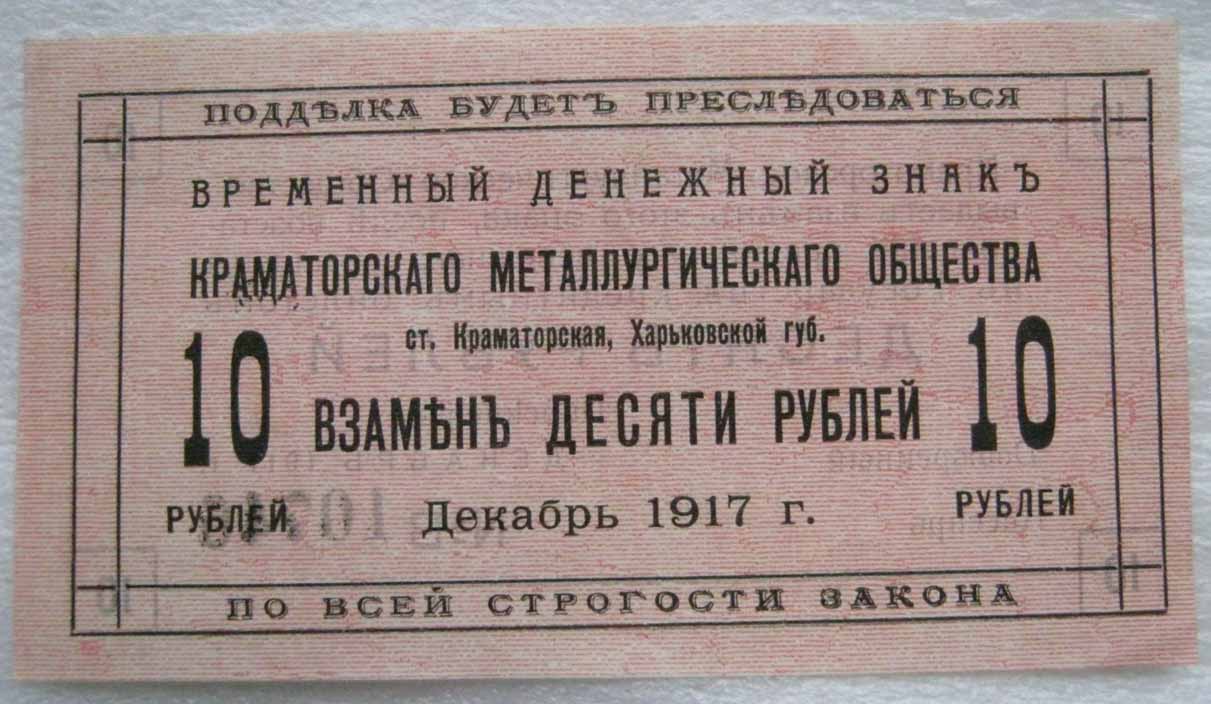 ПОДДѢЛКА БУДЕТЪ ПРЕСЛѢДОВАТЬСЯ
ВРЕМЕННЫЙ ДЕНЕЖНЫЙ ЗНАКЪ
КРАМАТОРСКАГО МЕТАЛЛУРГИЧЕСКАГО ОБЩЕСТВА
ст. Краматорская, Харьковской губ.
10 ВЗАМѢНЪ ДЕСЯТИ РУБЛЕЙ 10
РУБЛЕЙ. Декабрь 1917 г. РУБЛЕЙ
ПО ВСЕЙ СТРОГОСТИ ЗАКОНА